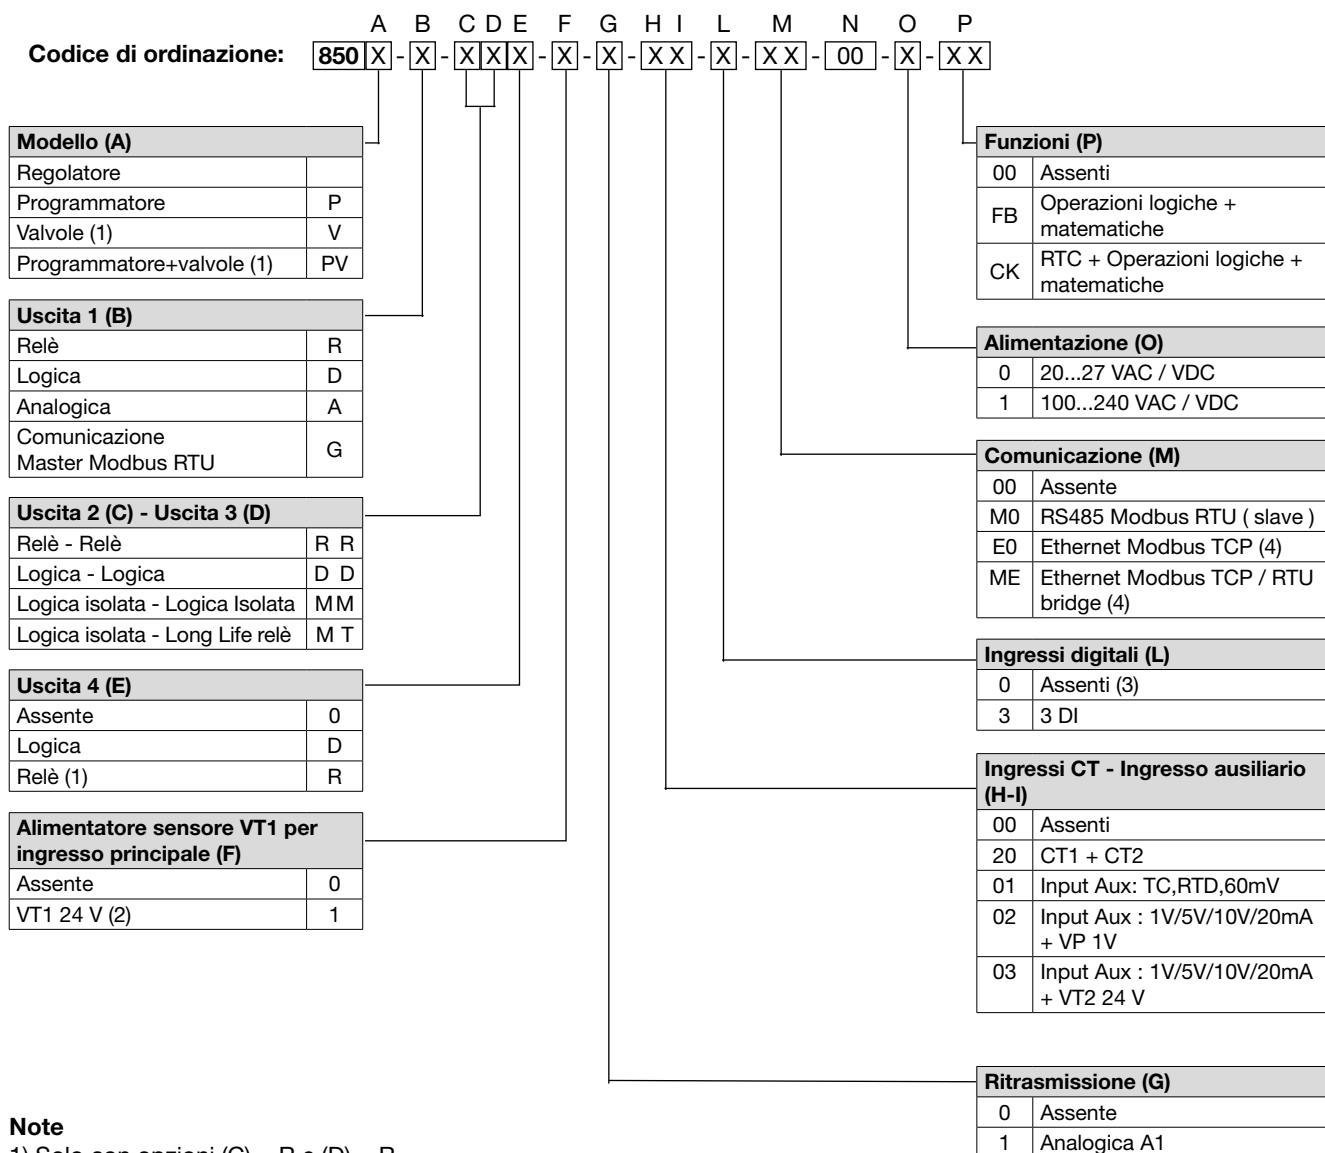 A B C D E F G H I L M N O P
Codice di ordinazione: 850 X - X - X X X - X - X - X X - X - X X - 00 - X - X X
Modello (A)
Regolatore
Programmatore P
Valvole (1) V
Programmatore+valvole (1) PV
Uscita 1 (B)
Relè R
Logica D
Analogica A
Comunicazione
Master Modbus RTU G
Uscita 2 (C) - Uscita 3 (D)
Relè - Relè R R
Logica - Logica D D
Logica isolata - Logica Isolata M M
Logica isolata - Long Life relè M T
Uscita 4 (E)
Assente 0
Logica D
Relè (1) R
Alimentatore sensore VT1 per
ingresso principale (F)
Assente 0
VT1 24 V (2) 1
Funzioni (P)
00 Assenti
FB Operazioni logiche +
matematiche
CK RTC + Operazioni logiche +
matematiche
Alimentazione (O)
0 20...27 VAC / VDC
1 100...240 VAC / VDC
Comunicazione (M)
00 Assente
M0 RS485 Modbus RTU ( slave )
E0 Ethernet Modbus TCP (4)
ME Ethernet Modbus TCP / RTU
bridge (4)
Ingressi digitali (L)
0 Assenti (3)
3 3 DI
Ingressi CT - Ingresso ausiliario
(H-I)
00 Assenti
20 CT1 + CT2
01 Input Aux: TC,RTD,60mV
02 Input Aux : 1V/5V/10V/20mA
+ VP 1V
03 Input Aux : 1V/5V/10V/20mA
+ VT2 24 V
Ritrasmissione (G)
0 Assente
1 Analogica A1
Note
1) Solo con opzioni (C) = R e (D) = R